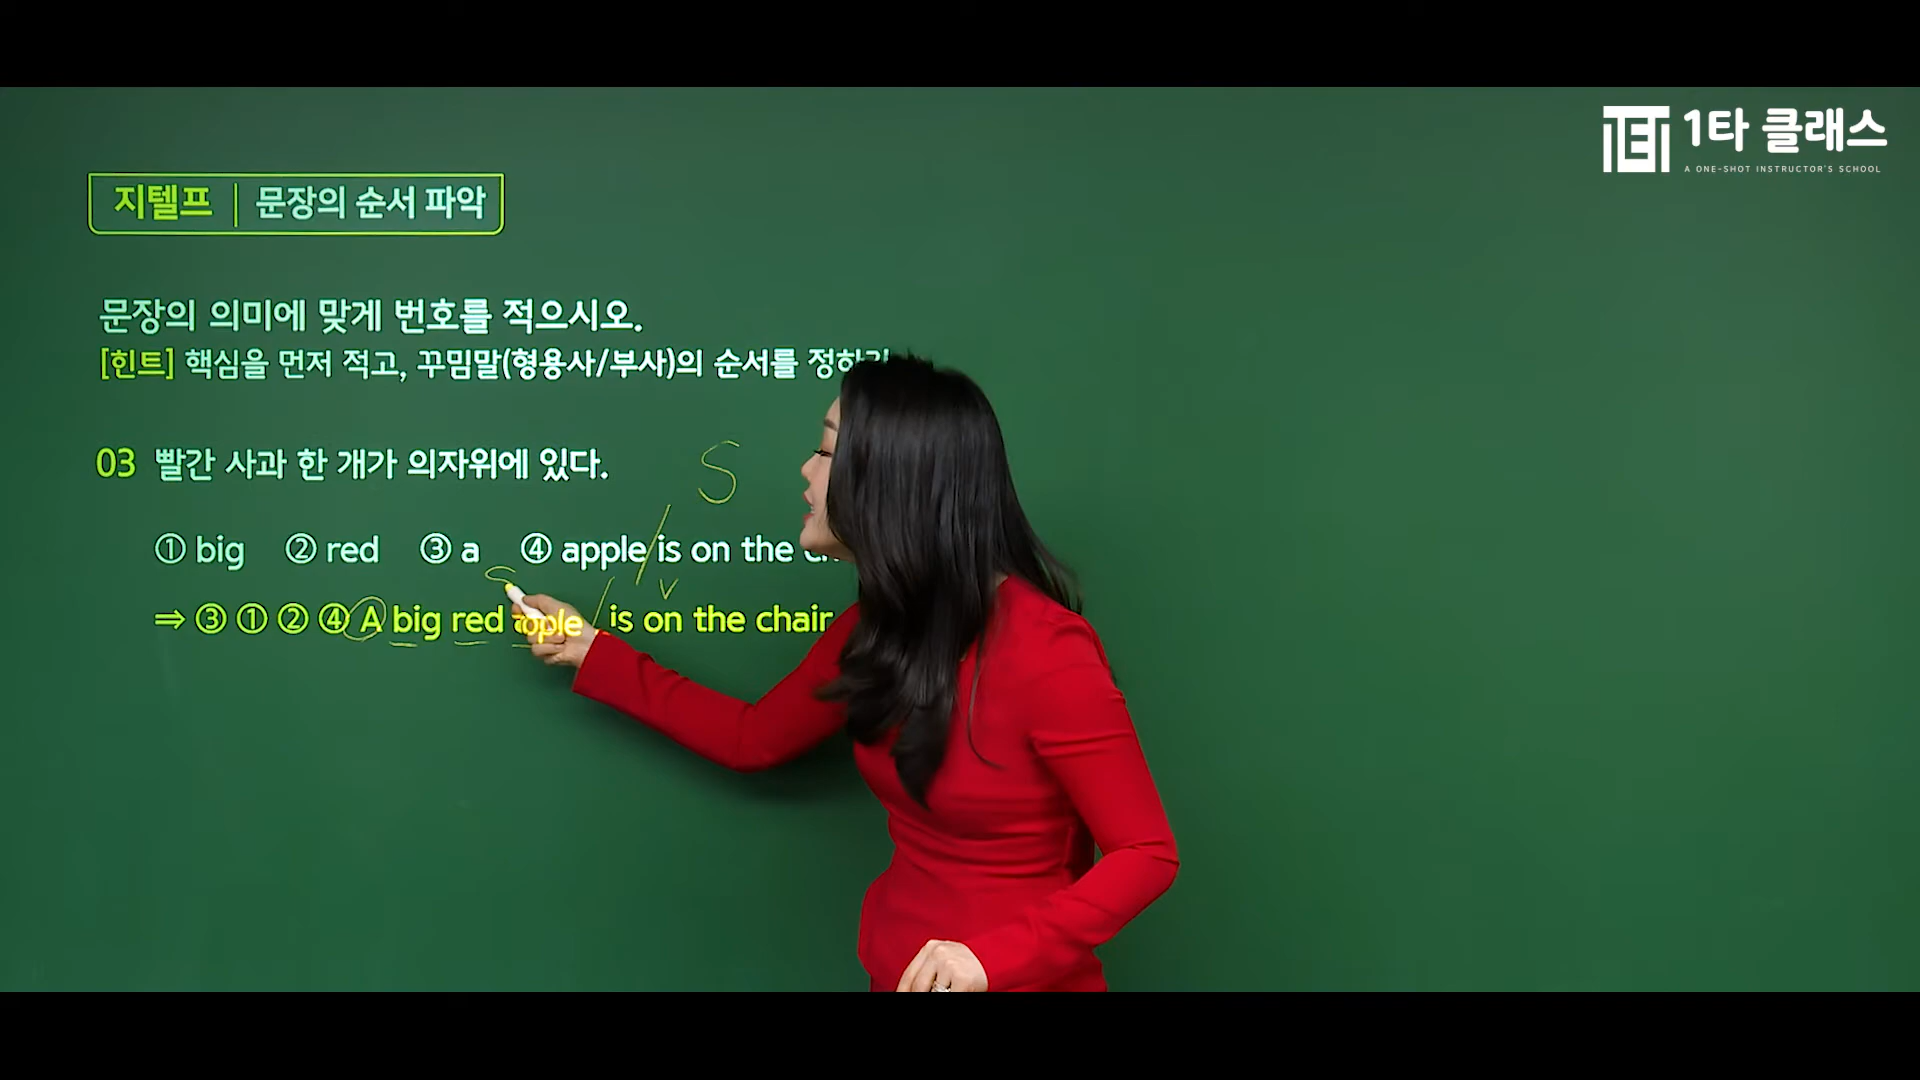 1타 클래스
A ONE-SHOT INSTRUCTOR'S SCHOOL
지텔프 | 문장의 순서 파악
문장의 의미에 맞게 번호를 적으시오.
[힌트] 핵심을 먼저 적고, 꾸밈말(형용사/부사)의 순서를
03 빨간 사과 한 개가 의자위에 있다.
S
① big ② red ③ a ④ apple / is on the
v
⇒ ③ ① ② ④ A big red apple / is on the chair